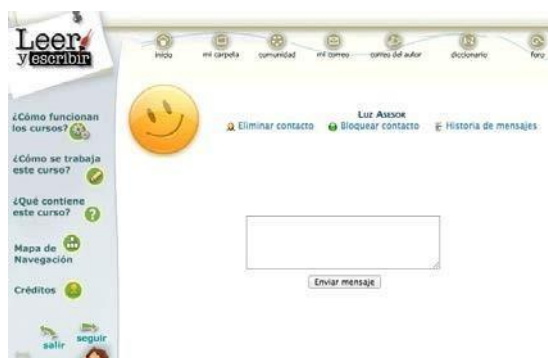 Leer
y escribir
inicio
mi carpeta
comunidad
mi correo
correo del autor
diccionario
foro
Luz Asesor
Eliminar contacto
Bloquear contacto
Historia de mensajes
¿Cómo funcionan
los cursos?
¿Cómo se trabaja
este curso?
¿Qué contiene
este curso?
Mapa de
Navegación
Créditos
salir
seguir
Enviar mensaje